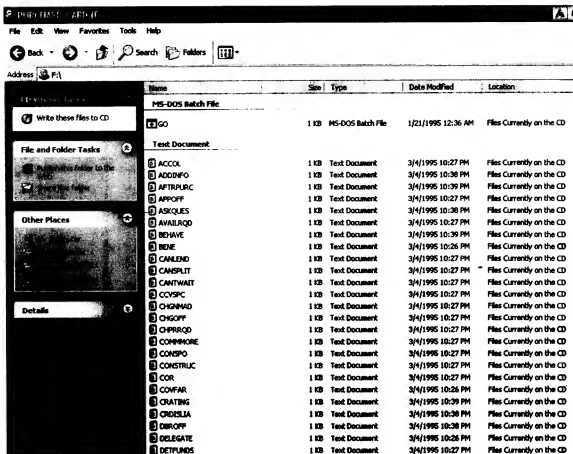 PURCHASE CARD (F:
File Edit View Favorites Tools Help
Back Search Folders
Address F:\
Name Size Type Date Modified Location
MS-DOS Batch File
Write these files to CD
GO 1 KB MS-DOS Batch File 1/21/1995 12:36 AM Files Currently on the CD
Text Document
File and Folder Tasks
ACCOL 1 KB Text Document 3/4/1995 10:27 PM Files Currently on the CD
ADDINFO 1 KB Text Document 3/4/1995 10:38 PM Files Currently on the CD
AFTRPURC 1 KB Text Document 3/4/1995 10:39 PM Files Currently on the CD
APPOFF 1 KB Text Document 3/4/1995 10:27 PM Files Currently on the CD
ASKQUES 1 KB Text Document 3/4/1995 10:38 PM Files Currently on the CD
AVAILRQD 1 KB Text Document 3/4/1995 10:27 PM Files Currently on the CD
Other Places
BEHAVE 1 KB Text Document 3/4/1995 10:39 PM Files Currently on the CD
BENE 1 KB Text Document 3/4/1995 10:26 PM Files Currently on the CD
CANLEND 1 KB Text Document 3/4/1995 10:27 PM Files Currently on the CD
CANSPLIT 1 KB Text Document 3/4/1995 10:27 PM Files Currently on the CD
CANTWAIT 1 KB Text Document 3/4/1995 10:27 PM Files Currently on the CD
CCVSPC 1 KB Text Document 3/4/1995 10:27 PM Files Currently on the CD
Details
CHGNMAD 1 KB Text Document 3/4/1995 10:27 PM Files Currently on the CD
CHGOFF 1 KB Text Document 3/4/1995 10:27 PM Files Currently on the CD
CHPRRQD 1 KB Text Document 3/4/1995 10:27 PM Files Currently on the CD
COMMMORE 1 KB Text Document 3/4/1995 10:27 PM Files Currently on the CD
CONSPO 1 KB Text Document 3/4/1995 10:27 PM Files Currently on the CD
CONSTRUC 1 KB Text Document 3/4/1995 10:27 PM Files Currently on the CD
COR 1 KB Text Document 3/4/1995 10:27 PM Files Currently on the CD
COVFAR 1 KB Text Document 3/4/1995 10:26 PM Files Currently on the CD
CRATING 1 KB Text Document 3/4/1995 10:39 PM Files Currently on the CD
CRDISLIA 1 KB Text Document 3/4/1995 10:38 PM Files Currently on the CD
DBROFF 1 KB Text Document 3/4/1995 10:38 PM Files Currently on the CD
DELEGATE 1 KB Text Document 3/4/1995 10:26 PM Files Currently on the CD
DETFUNDS 1 KB Text Document 3/4/1995 10:27 PM Files Currently on the CD